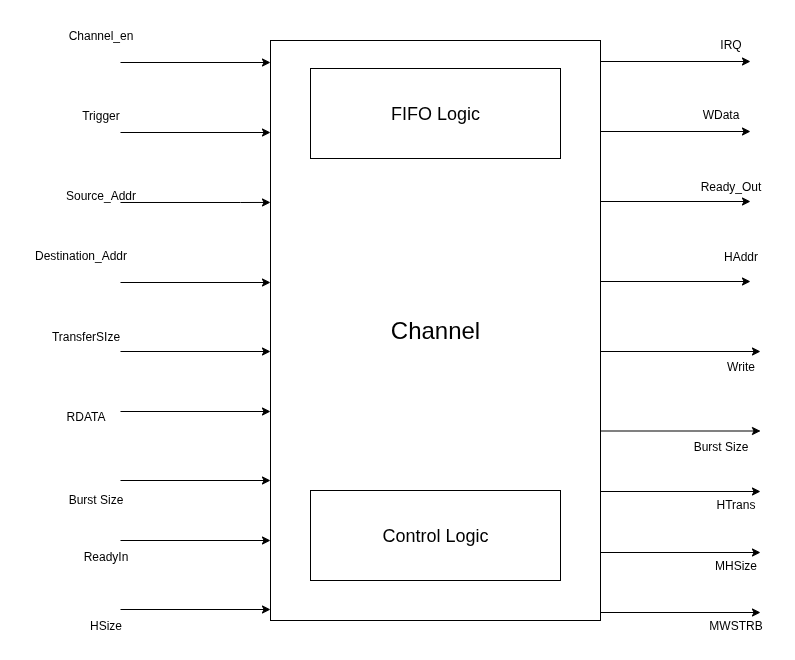 Channel_en
Trigger
Source_Addr
Destination_Addr
TransferSIze
RDATA
Burst Size
ReadyIn
HSize
FIFO Logic
Channel
Control Logic
IRQ
WData
Ready_Out
HAddr
Write
Burst Size
HTrans
MHSize
MWSTRB